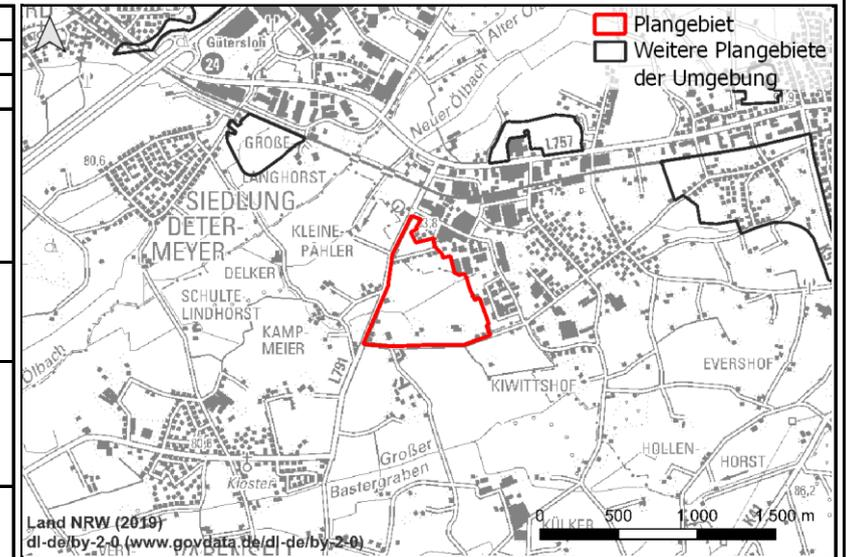 Plangebiet
Weitere Plangebiete
der Umgebung
Alter
Gütersloh
24
Neuer Ölbach
L757
GROSSE
LANGHORST
80,6
SIEDLUNG
DETER-
MEYER
KLEINE-
PÄHLER
DELKER
SCHULTE-
LINDHORST
KAMP-
MEIER
Ölbach
L791
KIWITTSHOF
EVERSHOF
HOLLEN-
HORST
Großer
Bastergraben
Kloster
86,2
KÜLKER
0 500 1 000 1 500 m
Land NRW (2019)
dl-de/by-2-0 (www.govdata.de/dl-de/by-2-0)